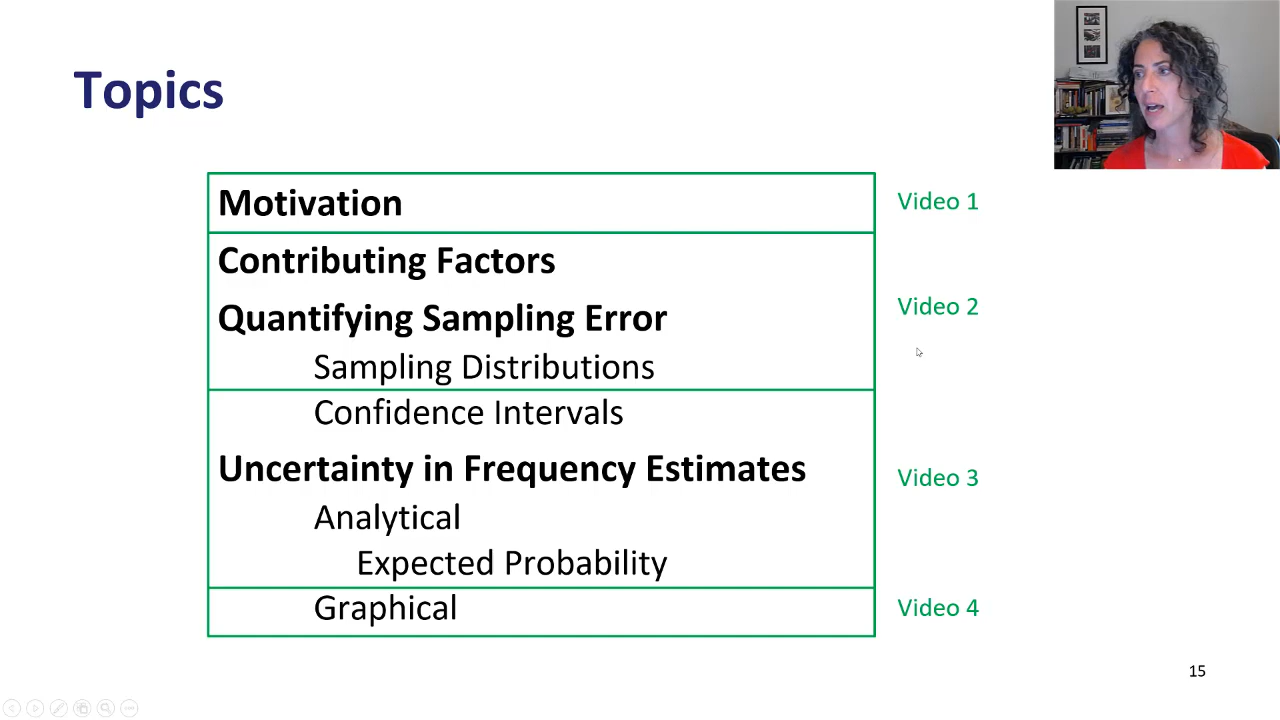 Topics
Motivation
Video 1
Contributing Factors
Quantifying Sampling Error
Video 2
Sampling Distributions
Confidence Intervals
Uncertainty in Frequency Estimates
Video 3
Analytical
Expected Probability
Graphical
Video 4
15